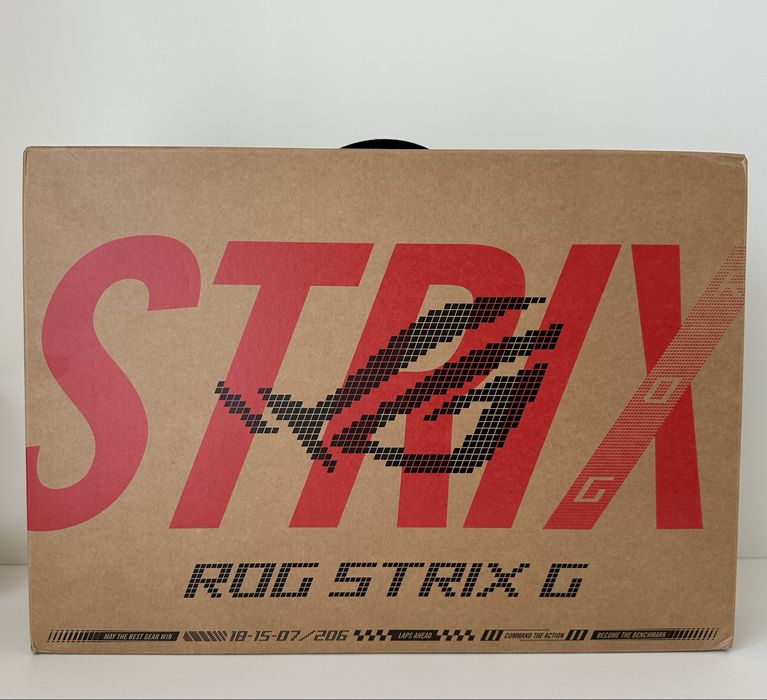 STRIX
ROG
ROG STRIX G
MAY THE BEST GEAR WIN 18-15-07/206 LAPS AHEAD COMMAND THE ACTION BECOME THE BENCHMARK